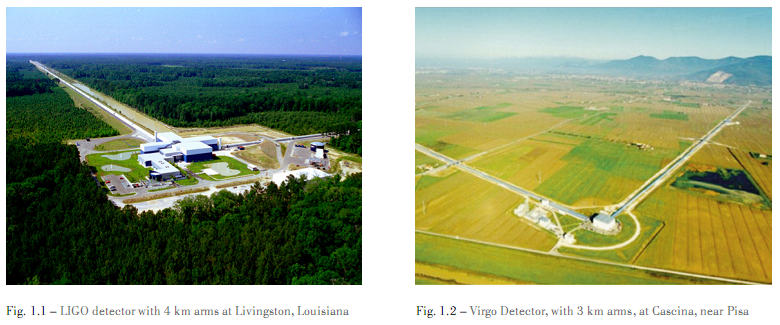 Fig. 1.1 – LIGO detector with 4 km arms at Livingston, Louisiana
Fig. 1.2 – Virgo Detector, with 3 km arms, at Cascina, near Pisa